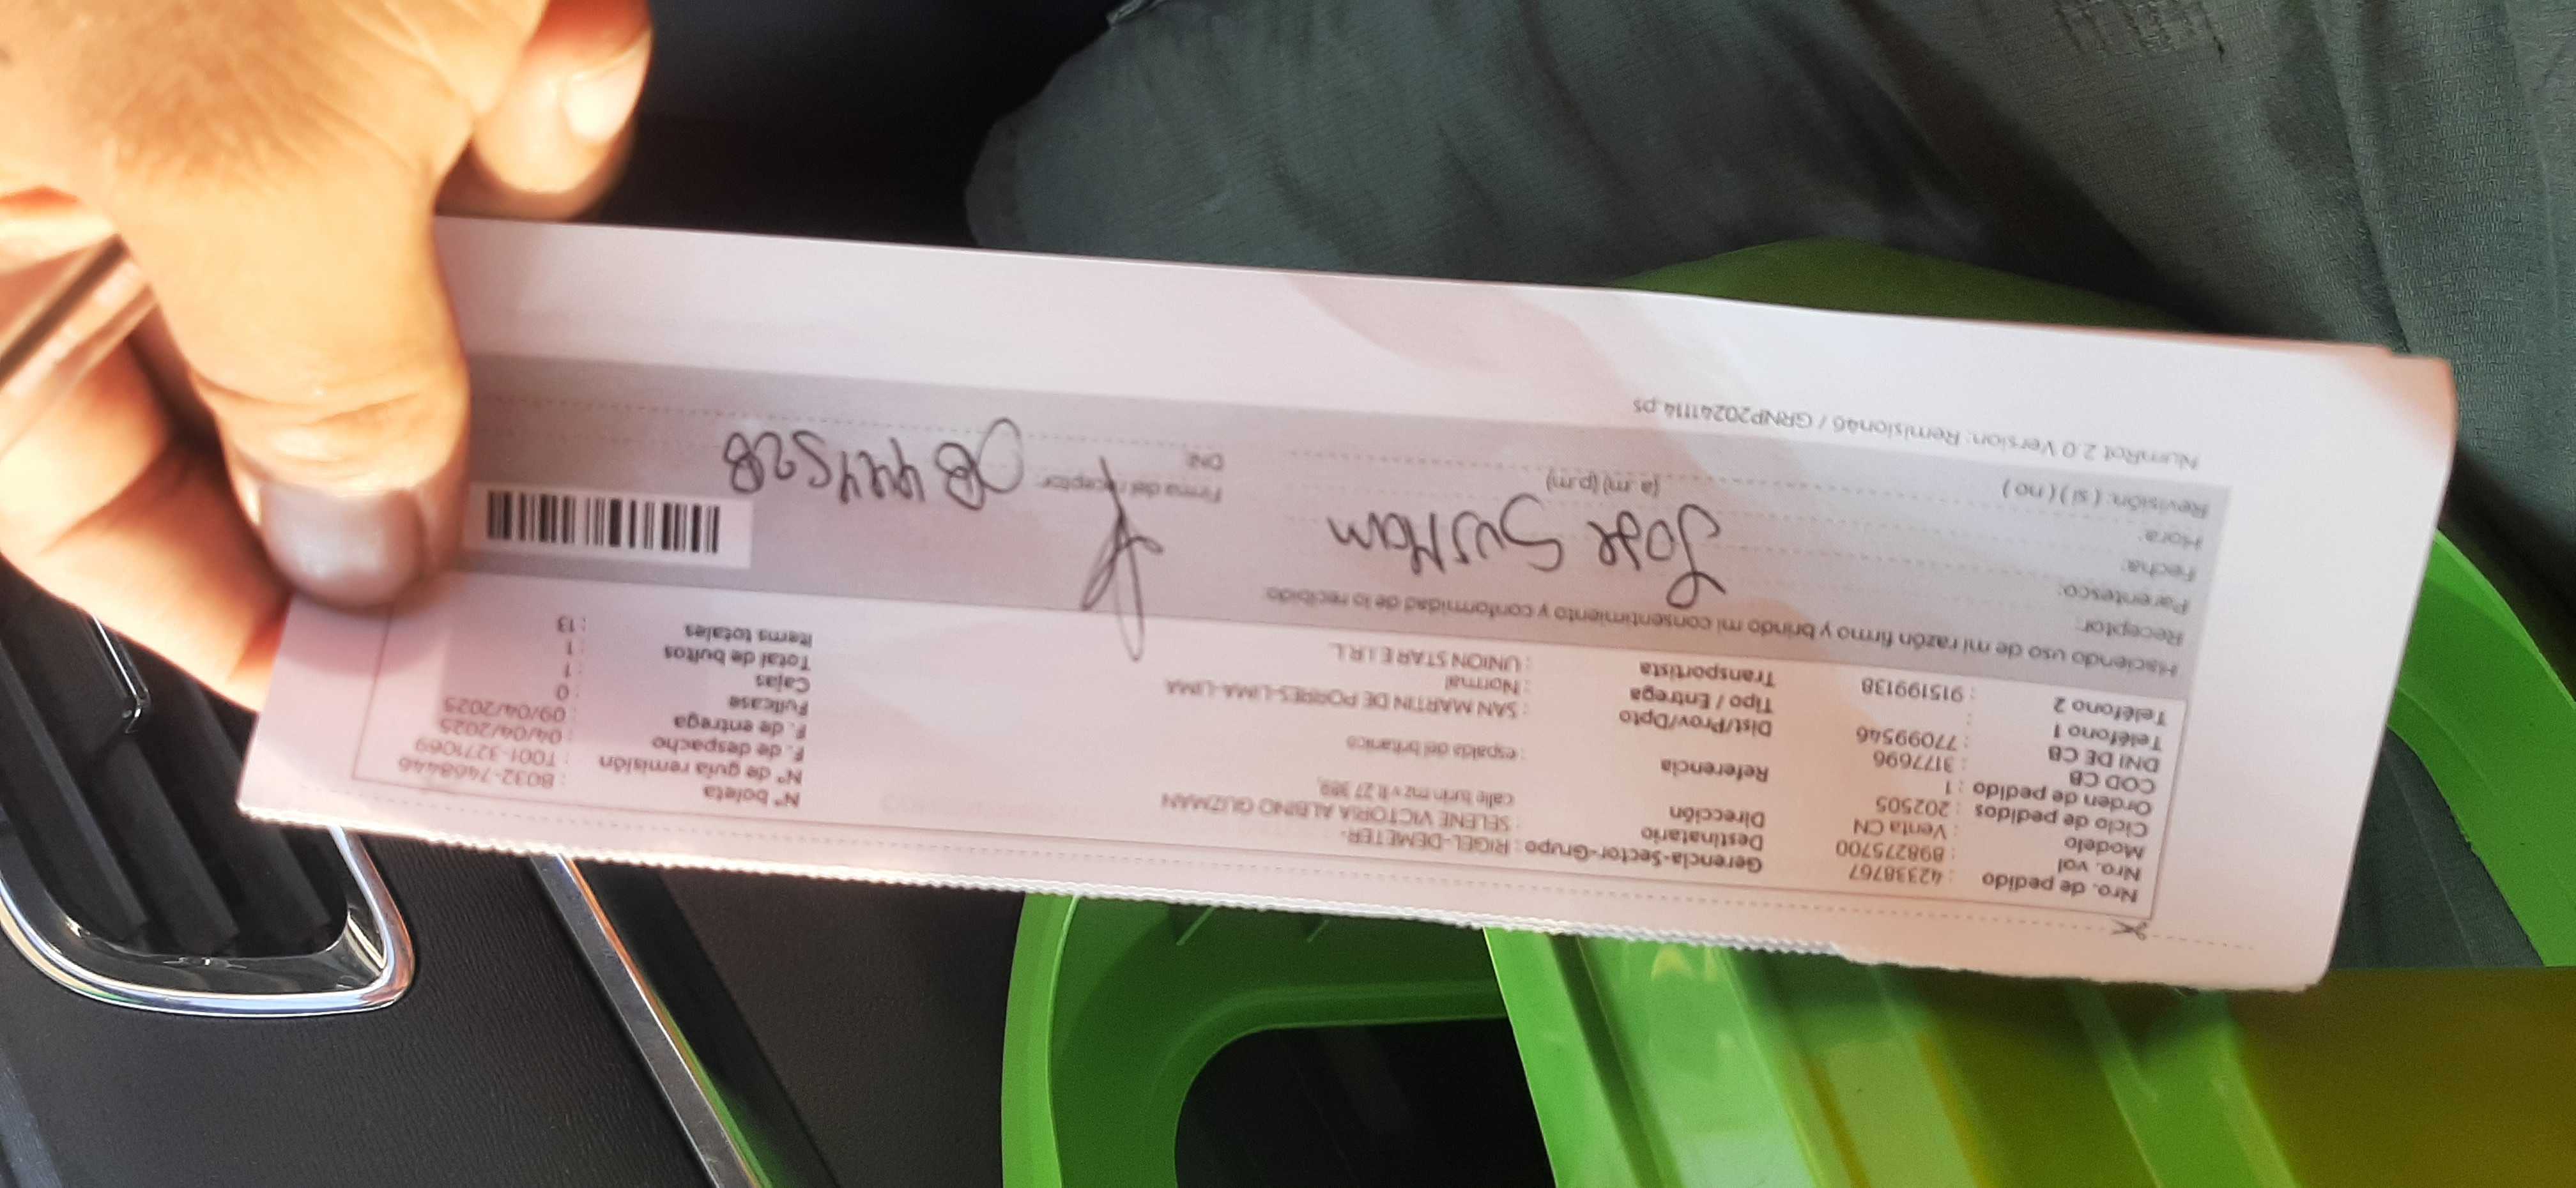 Nro. de pedido : 42338767
Nro. val : 898275700
Modelo : Venta CN
Ciclo de pedidos : 202505
Orden de pedido : 1
COD CB : 3177696
DNI DE CB : 77099546
Teléfono 1 :
Teléfono 2 : 915199138
Gerencia-Sector-Grupo : RIGEL-DEMETER-
Destinatario : SELENE VICTORIA ALBINO GUZMAN
Dirección calle turin mz v lt 27 389,
Referencia : espalda del britanico
Dist/Prov/Dpto : SAN MARTIN DE PORRES-LIMA-LIMA
Tipo / Entrega : Normal
Transportista : UNION STAR E.I.R.L.
N° boleta : B032-7468446
N° de guía remisión : T001-3271069
F. de despacho : 04/04/2025
F. de entrega : 09/04/2025
Fullcase : 0
Cajas : 1
Total de bultos : 1
Items totales : 13
Haciendo uso de mi razón firmo y brindo mi consentimiento y conformidad de lo recibido
Receptor: Jose
Parentesco:
Fecha:
Hora: (a.m) (p.m)
Revisión: ( si ) ( no )
Firma del receptor:
DNI:
NumRot 2.0 Version: Remision46 / GRNP20241114.ps